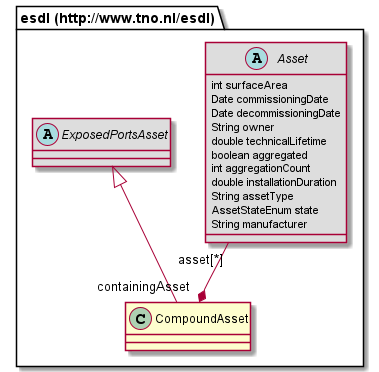 esdl (http://www.tno.nl/esdl)
A Asset
int surfaceArea
Date commissioningDate
Date decommissioningDate
String owner
double technicalLifetime
boolean aggregated
int aggregationCount
double installationDuration
String assetType
AssetStateEnum state
String manufacturer
A ExposedPortsAsset
asset[*]
containingAsset
C CompoundAsset